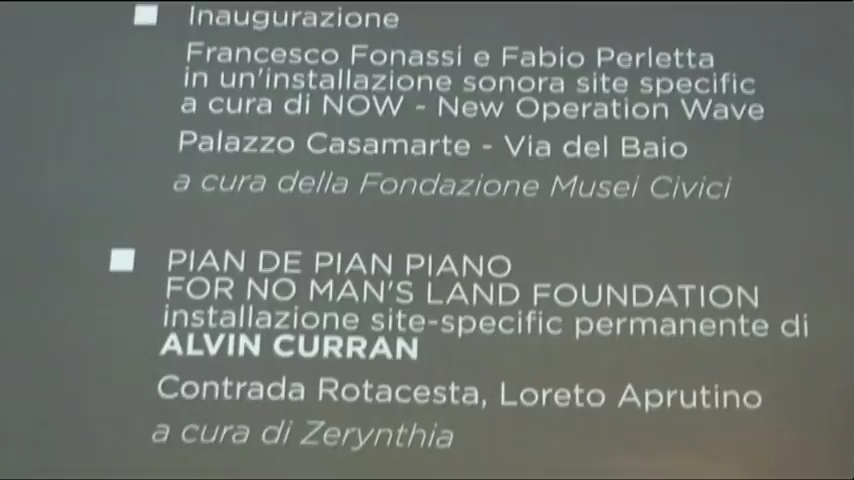 Inaugurazione
Francesco Fonassi e Fabio Perletta
in un'installazione sonora site specific
a cura di NOW - New Operation Wave
Palazzo Casamarte - Via del Baio
a cura della Fondazione Musei Civici
PIAN DE PIAN PIANO
FOR NO MAN'S LAND FOUNDATION
installazione site-specific permanente di
ALVIN CURRAN
Contrada Rotacesta, Loreto Aprutino
a cura di Zerynthia